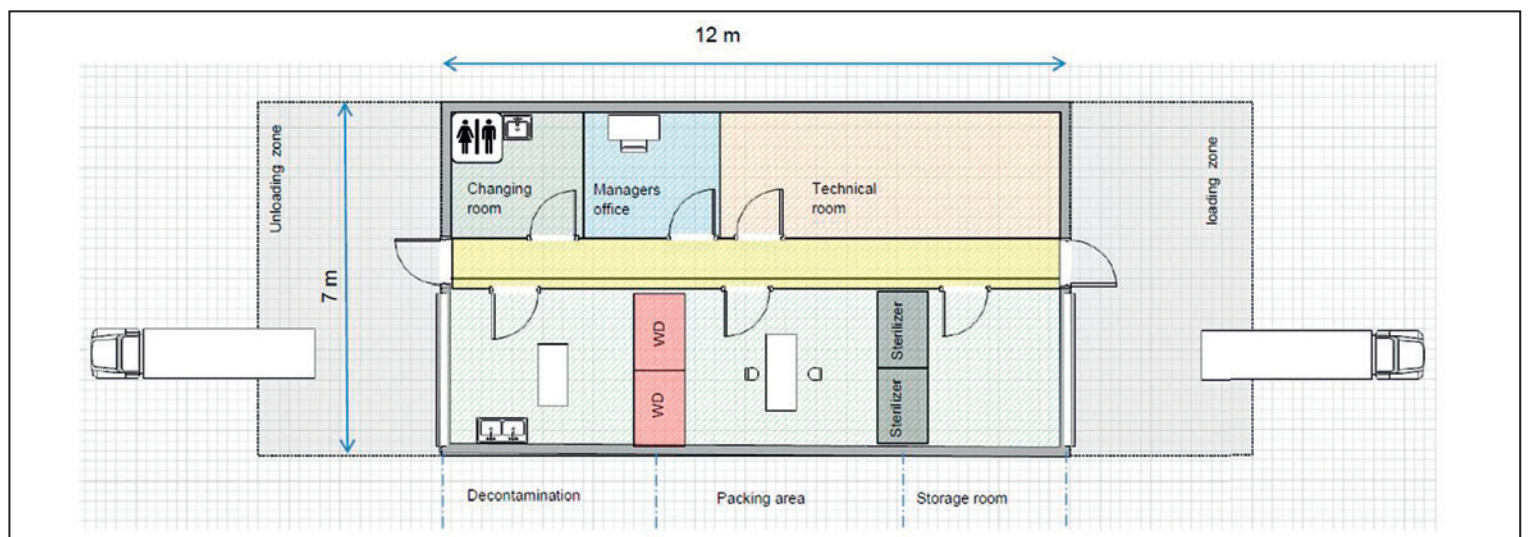 12 m
Unloading zone
7 m
Changing
room
Managers
office
Technical
room
loading zone
WD
WD
Sterilizer
Sterilizer
Decontamination
Packing area
Storage room